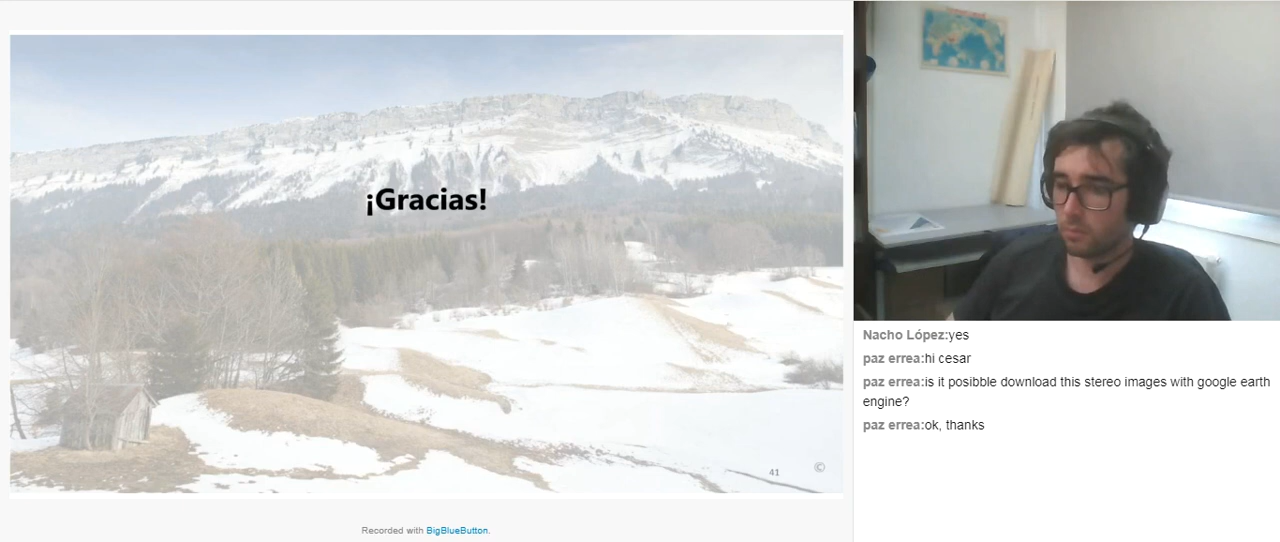 ¡Gracias!
41
©
Recorded with BigBlueButton.
Nacho López:yes
paz errea:hi cesar
paz errea:is it posibble download this stereo images with google earth
engine?
paz errea:ok, thanks